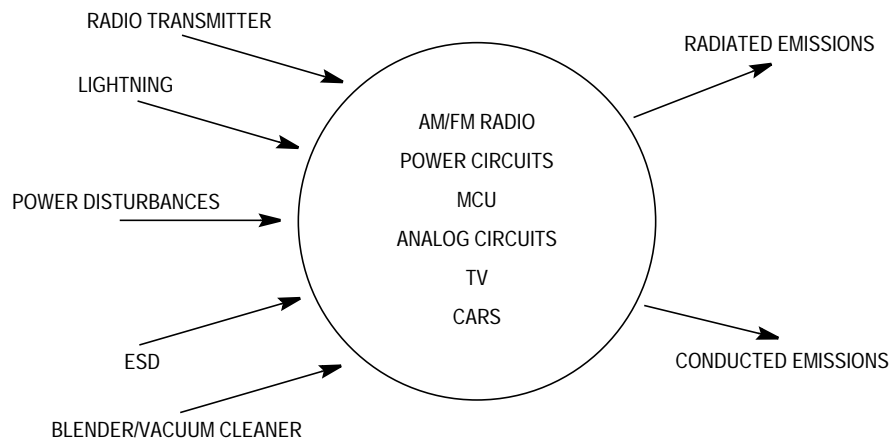 RADIO TRANSMITTER
LIGHTNING
POWER DISTURBANCES
ESD
BLENDER/VACUUM CLEANER
AM/FM RADIO
POWER CIRCUITS
MCU
ANALOG CIRCUITS
TV
CARS
RADIATED EMISSIONS
CONDUCTED EMISSIONS